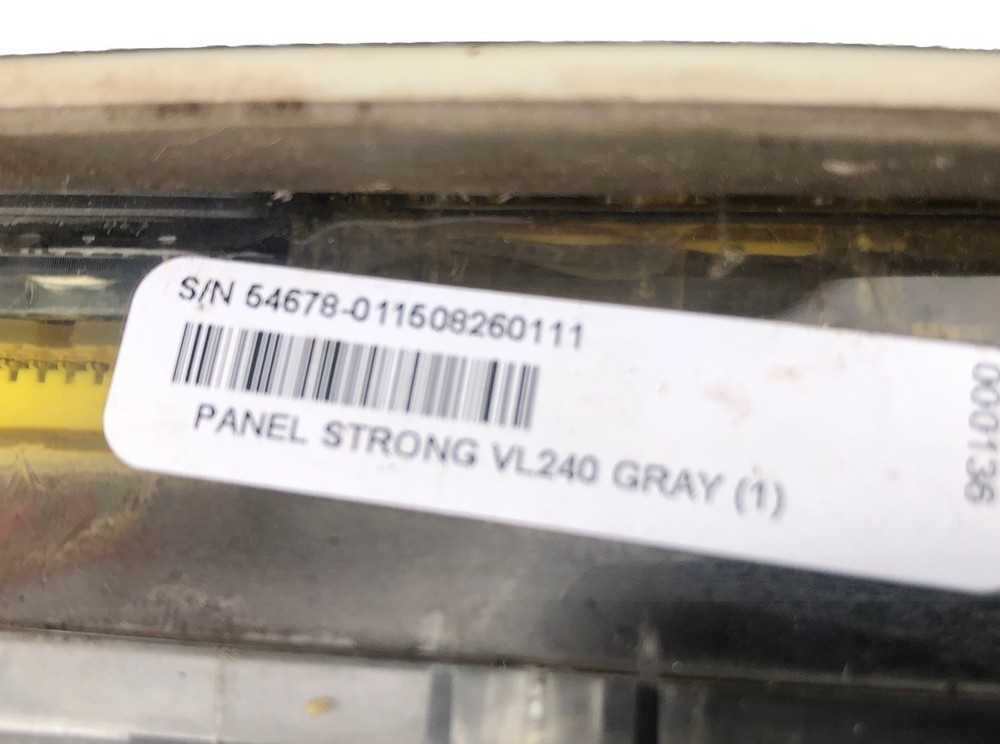 S/N 54678-011508260111
PANEL STRONG VL240 GRAY (1)
000136